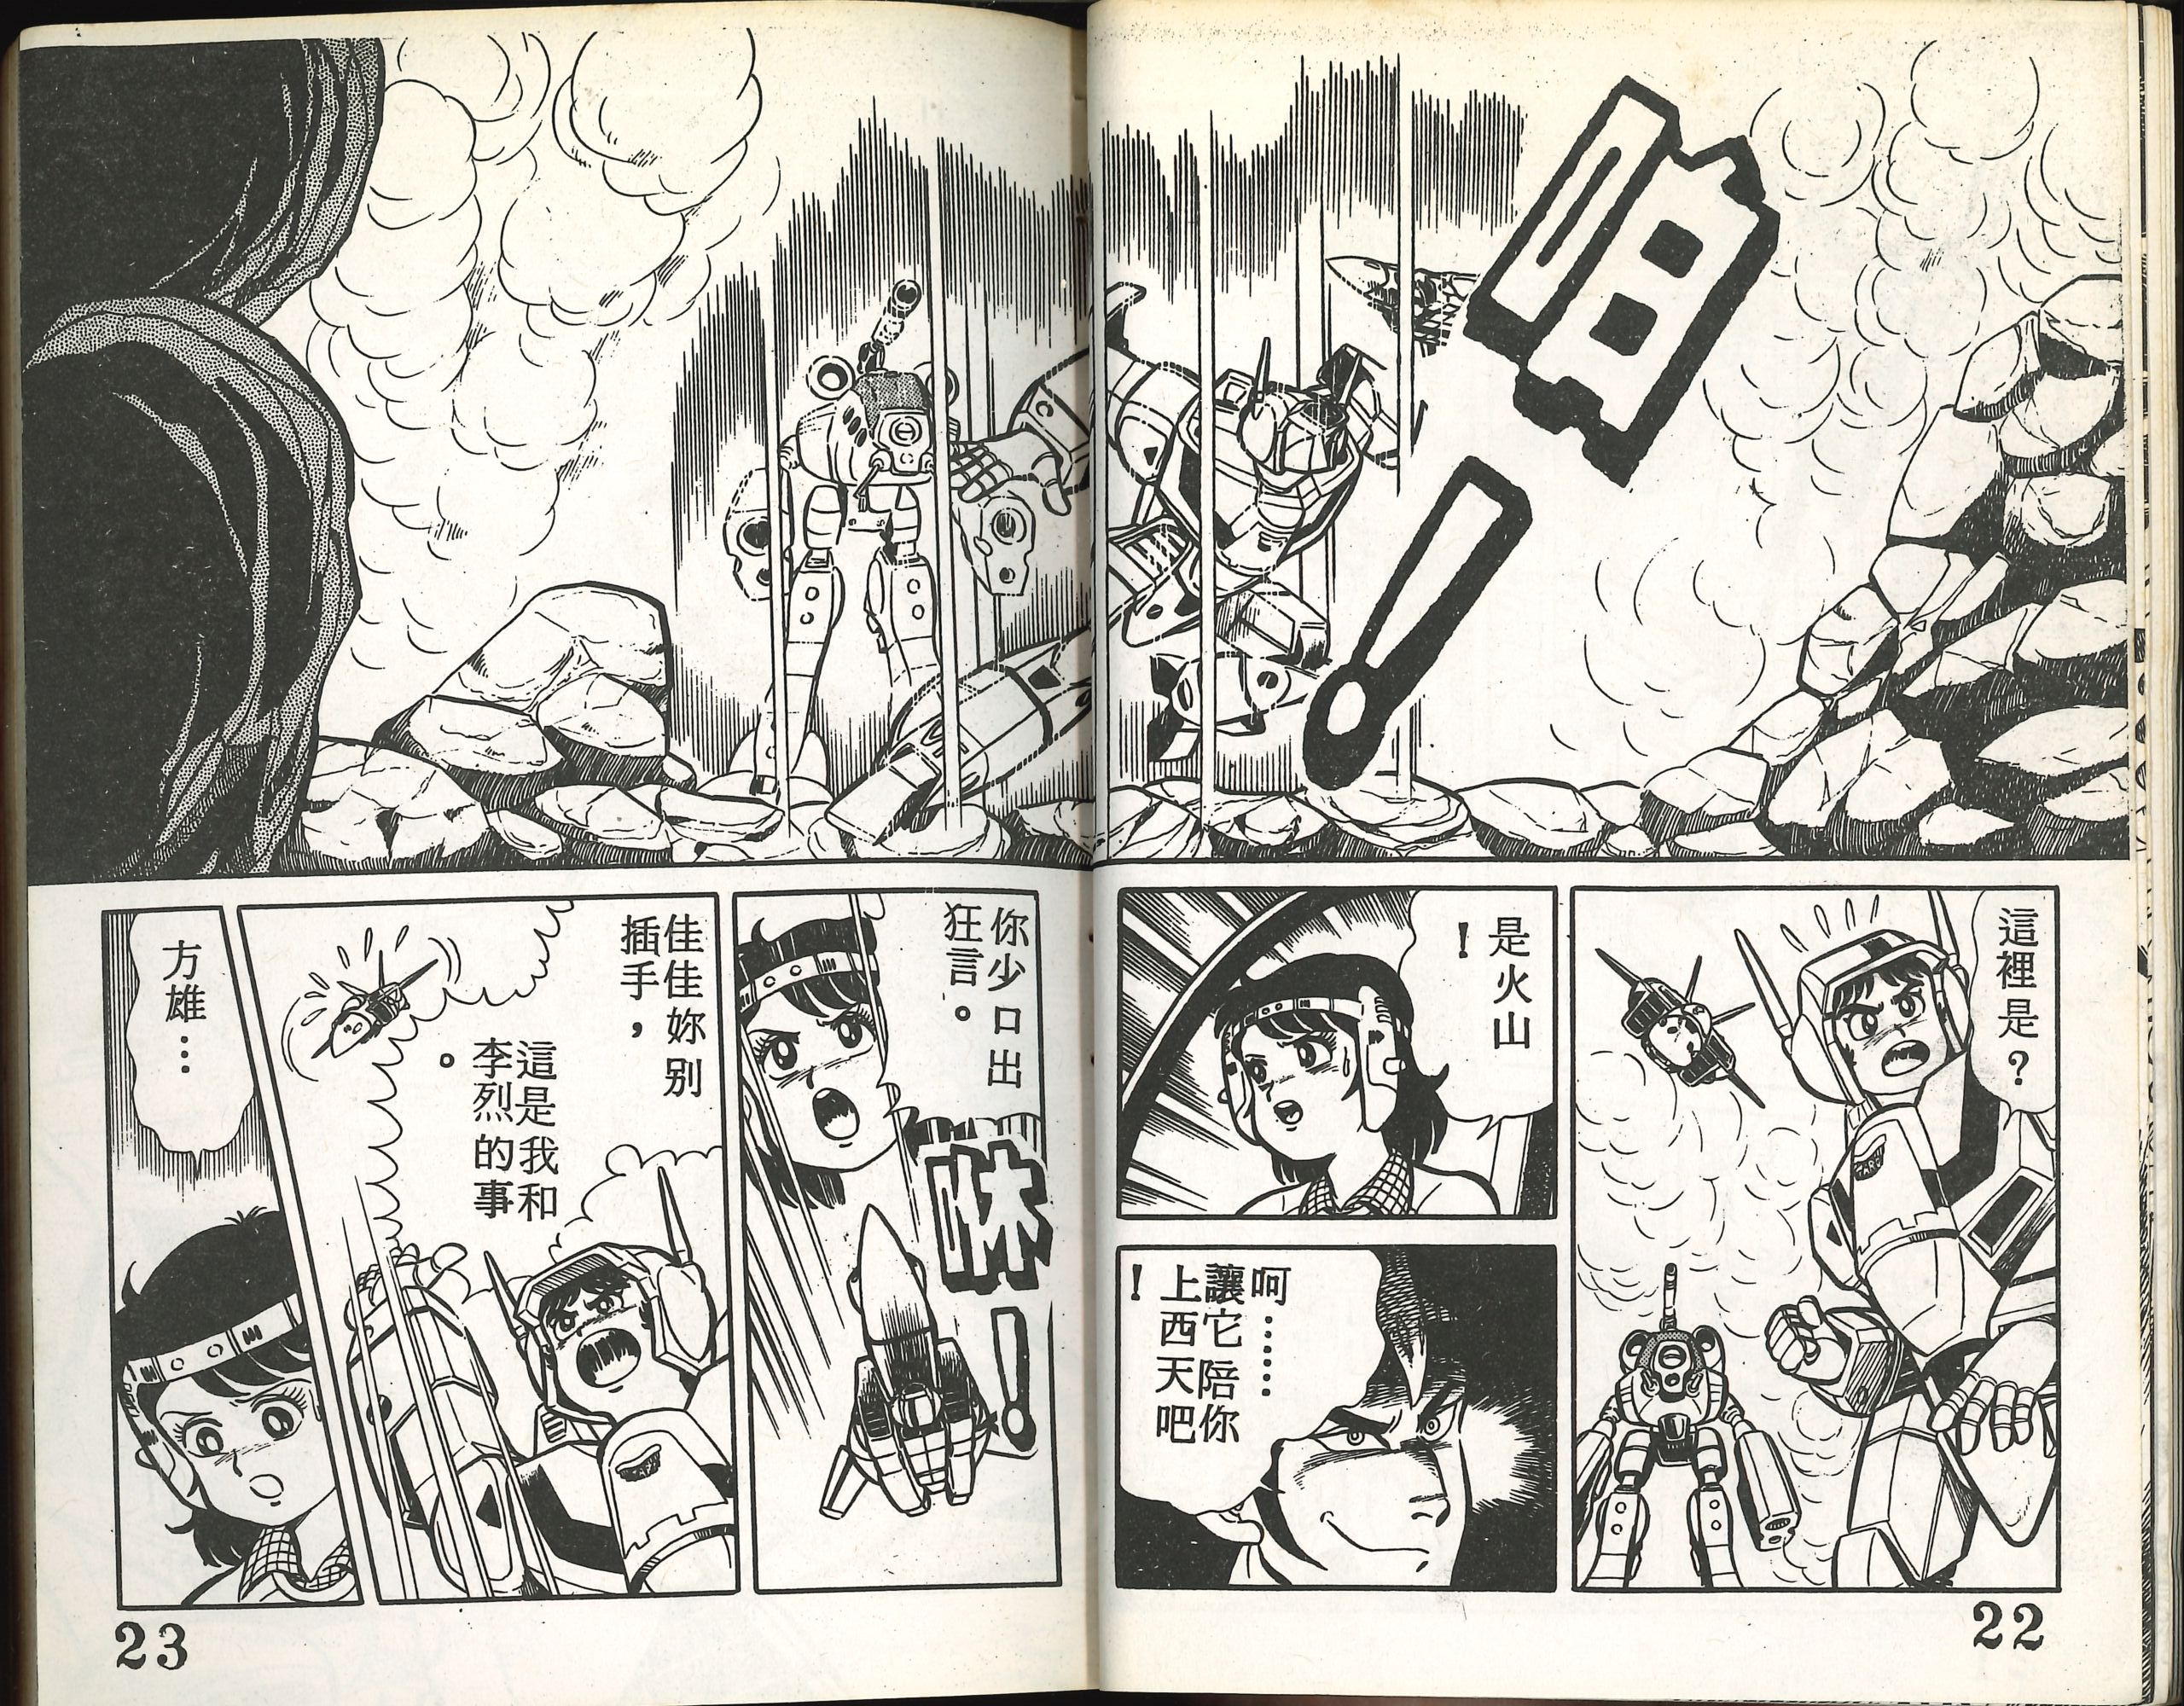 咱！
這裡是？
是火山
！
呵……
讓它陪你
上西天吧
！
22
你少口出
狂言。
咻！
佳佳妳別
插手，
這是我和
李烈的事
。
方雄…
23